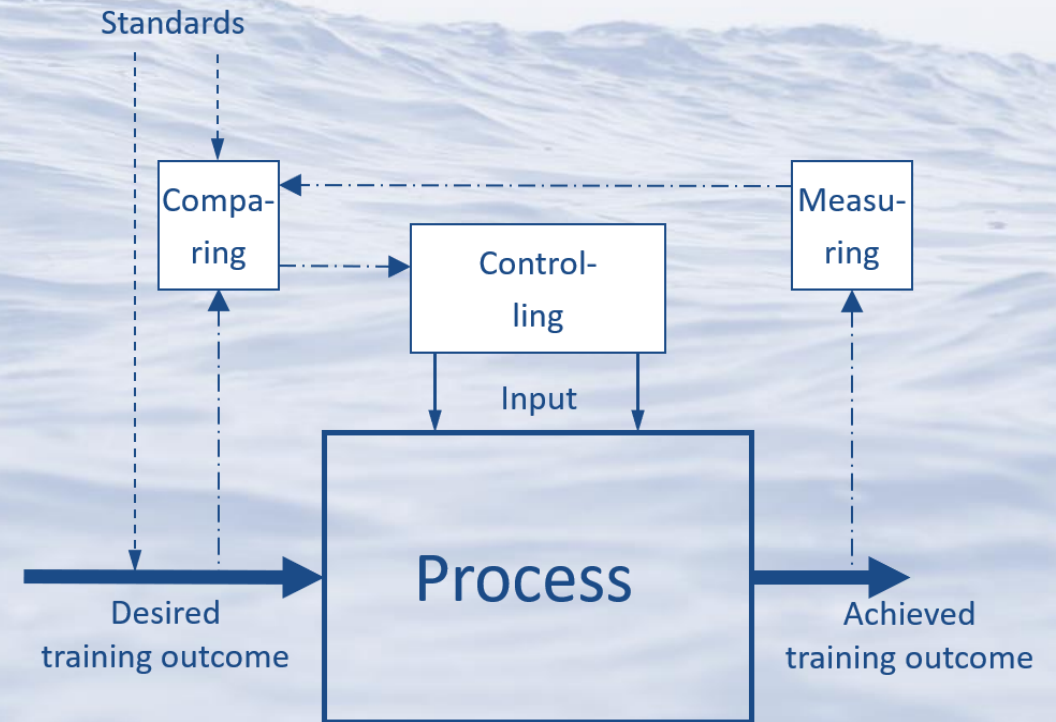 Standards
Compa-
ring
Measu-
ring
Control-
ling
Input
Process
Desired
training outcome
Achieved
training outcome